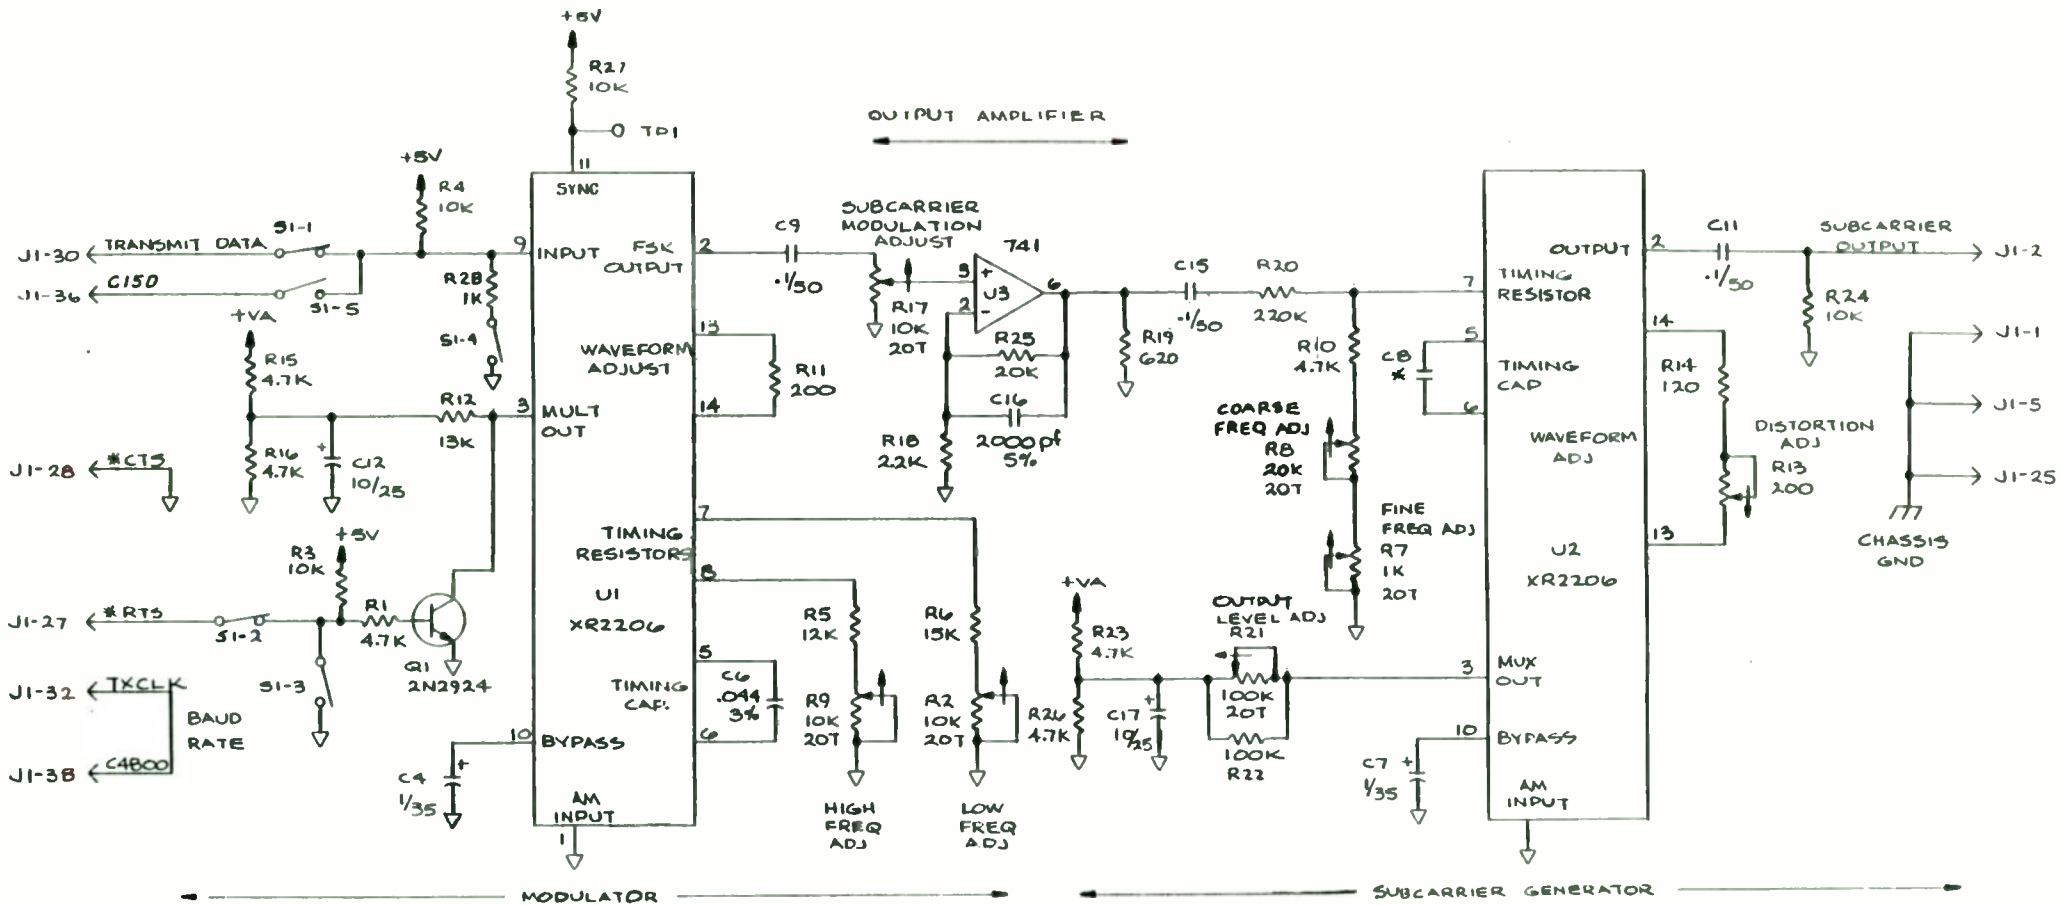 +5V
R27
10K
TP1
OUTPUT AMPLIFIER
+5V
R4
10K
11
SYNC
S1-1
J1-30
TRANSMIT DATA
9
INPUT
FSK
OUTPUT
2
C9
.1/50
SUBCARRIER
MODULATION
ADJUST
741
3
+
U3
6
2
-
R17
10K
20T
C15
.1/50
R20
220K
7
TIMING
RESISTOR
OUTPUT
2
C11
.1/50
SUBCARRIER
OUTPUT
J1-2
R24
10K
J1-36
C150
S1-5
R28
1K
S1-4
+VA
R15
4.7K
R12
13K
3
MULT
OUT
13
WAVEFORM
ADJUST
R11
200
14
R25
20K
C16
2000pf
5%
R18
2.2K
R19
620
R10
4.7K
5
C8
*
TIMING
CAP
6
14
R14
120
J1-1
J1-5
J1-25
CHASSIS
GND
COARSE
FREQ ADJ
R8
20K
20T
WAVEFORM
ADJ
DISTORTION
ADJ
R13
200
R16
4.7K
C12
10/25
J1-28
*CTS
+5V
R3
10K
7
TIMING
RESISTORS
8
FINE
FREQ ADJ
R7
1K
20T
U2
XR2206
13
J1-27
*RTS
S1-2
R1
4.7K
Q1
2N2924
U1
XR2206
R5
12K
R6
15K
+VA
R23
4.7K
OUTPUT
LEVEL ADJ
R21
100K
20T
100K
R22
3
MUX
OUT
S1-3
J1-32
TXCLK
BAUD
RATE
J1-38
C4800
5
TIMING
CAP.
C6
.044
3%
6
R9
10K
20T
R2
10K
20T
R26
4.7K
C17
10/25
10
BYPASS
C4
+
1/35
10
BYPASS
C7
+
1/35
AM
INPUT
1
HIGH
FREQ
ADJ
LOW
FREQ
ADJ
AM
INPUT
MODULATOR
SUBCARRIER GENERATOR